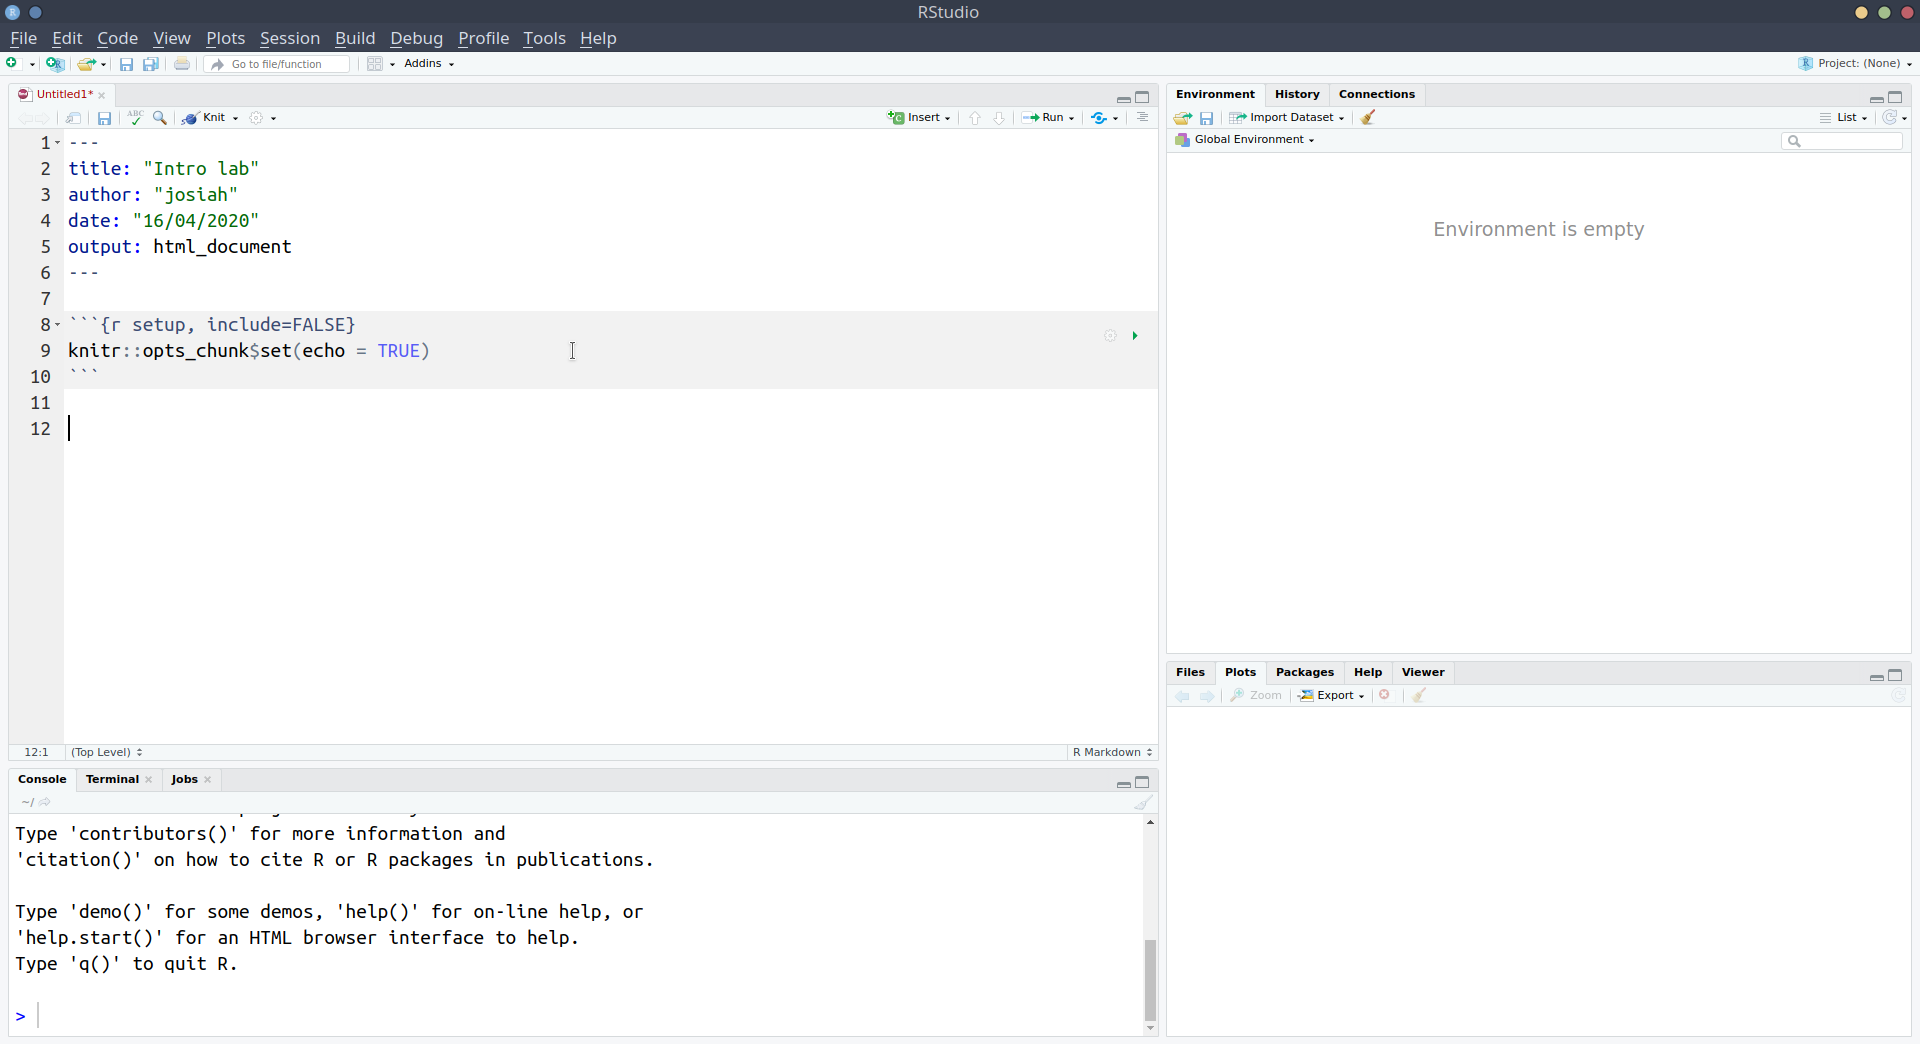 RStudio
File Edit Code View Plots Session Build Debug Profile Tools Help
Go to file/function Addins Project: (None)
Untitled1*
ABC Knit Insert Run
1 ---
2 title: "Intro lab"
3 author: "josiah"
4 date: "16/04/2020"
5 output: html_document
6 ---
7
8 ```{r setup, include=FALSE}
9 knitr::opts_chunk$set(echo = TRUE)
10 ```
11
12
12:1 (Top Level) R Markdown
Console Terminal Jobs
~/
Type 'contributors()' for more information and
'citation()' on how to cite R or R packages in publications.
Type 'demo()' for some demos, 'help()' for on-line help, or
'help.start()' for an HTML browser interface to help.
Type 'q()' to quit R.
>
Environment History Connections
Import Dataset List
Global Environment
Environment is empty
Files Plots Packages Help Viewer
Zoom Export